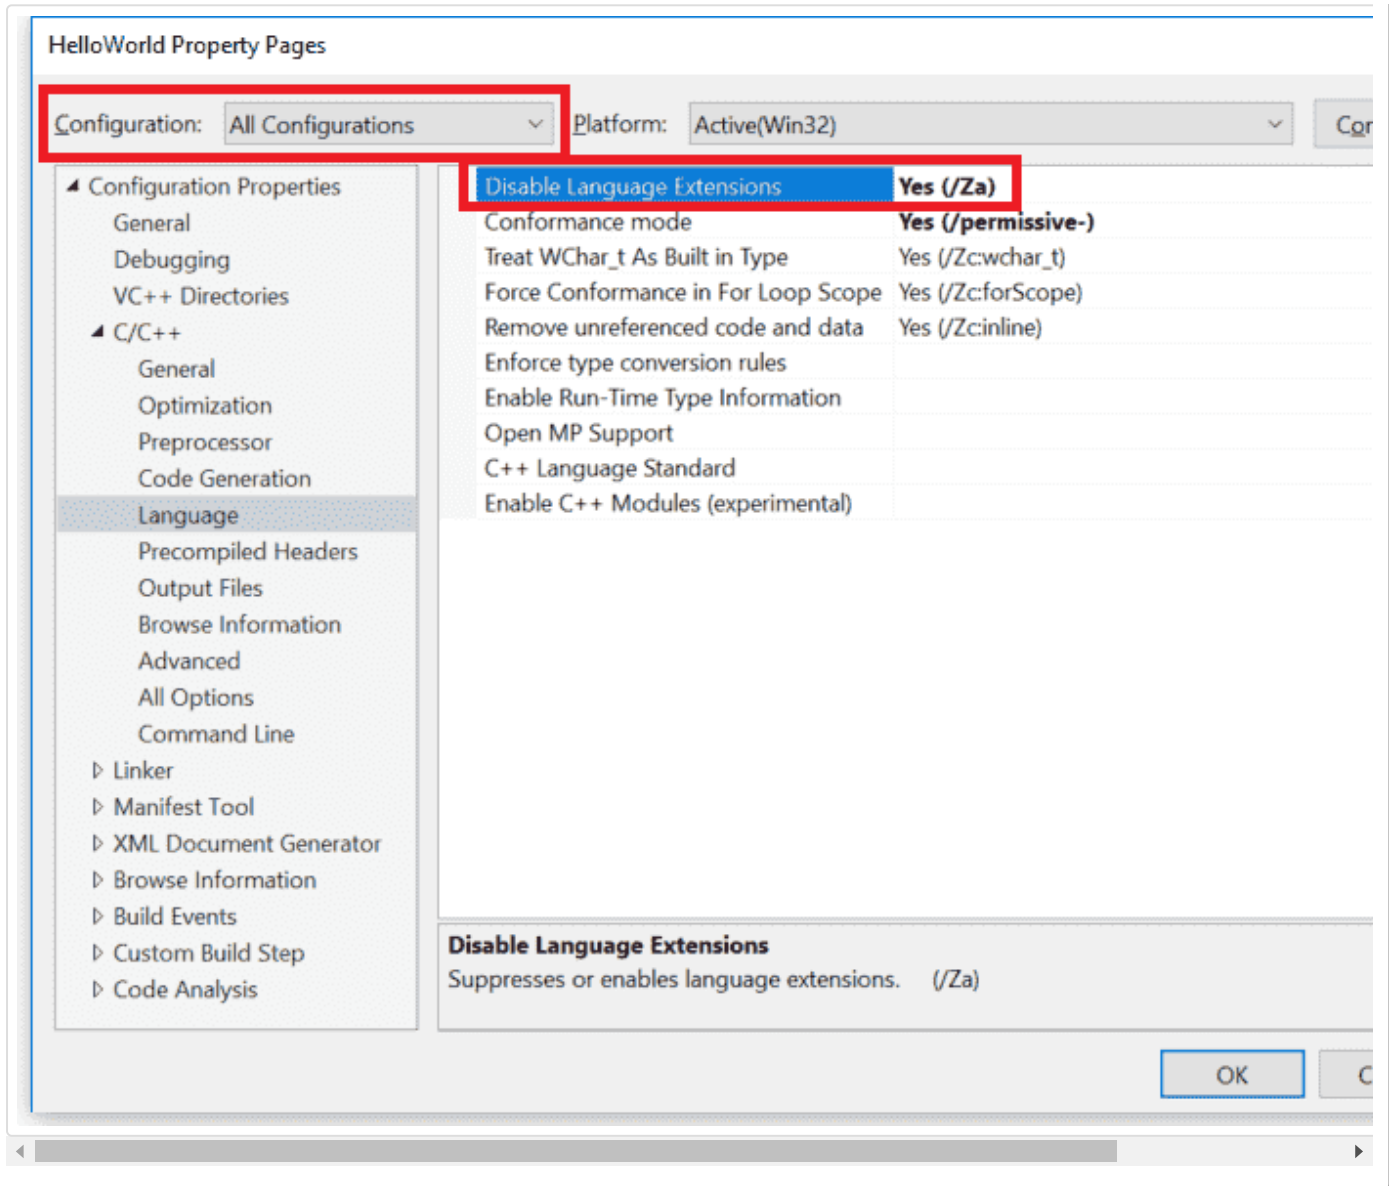 HelloWorld Property Pages
Configuration: All Configurations Platform: Active(Win32)
Configuration Properties
General
Debugging
VC++ Directories
C/C++
General
Optimization
Preprocessor
Code Generation
Language
Precompiled Headers
Output Files
Browse Information
Advanced
All Options
Command Line
Linker
Manifest Tool
XML Document Generator
Browse Information
Build Events
Custom Build Step
Code Analysis
Disable Language Extensions Yes (/Za)
Conformance mode Yes (/permissive-)
Treat WChar_t As Built in Type Yes (/Zc:wchar_t)
Force Conformance in For Loop Scope Yes (/Zc:forScope)
Remove unreferenced code and data Yes (/Zc:inline)
Enforce type conversion rules
Enable Run-Time Type Information
Open MP Support
C++ Language Standard
Enable C++ Modules (experimental)
Disable Language Extensions
Suppresses or enables language extensions. (/Za)
OK